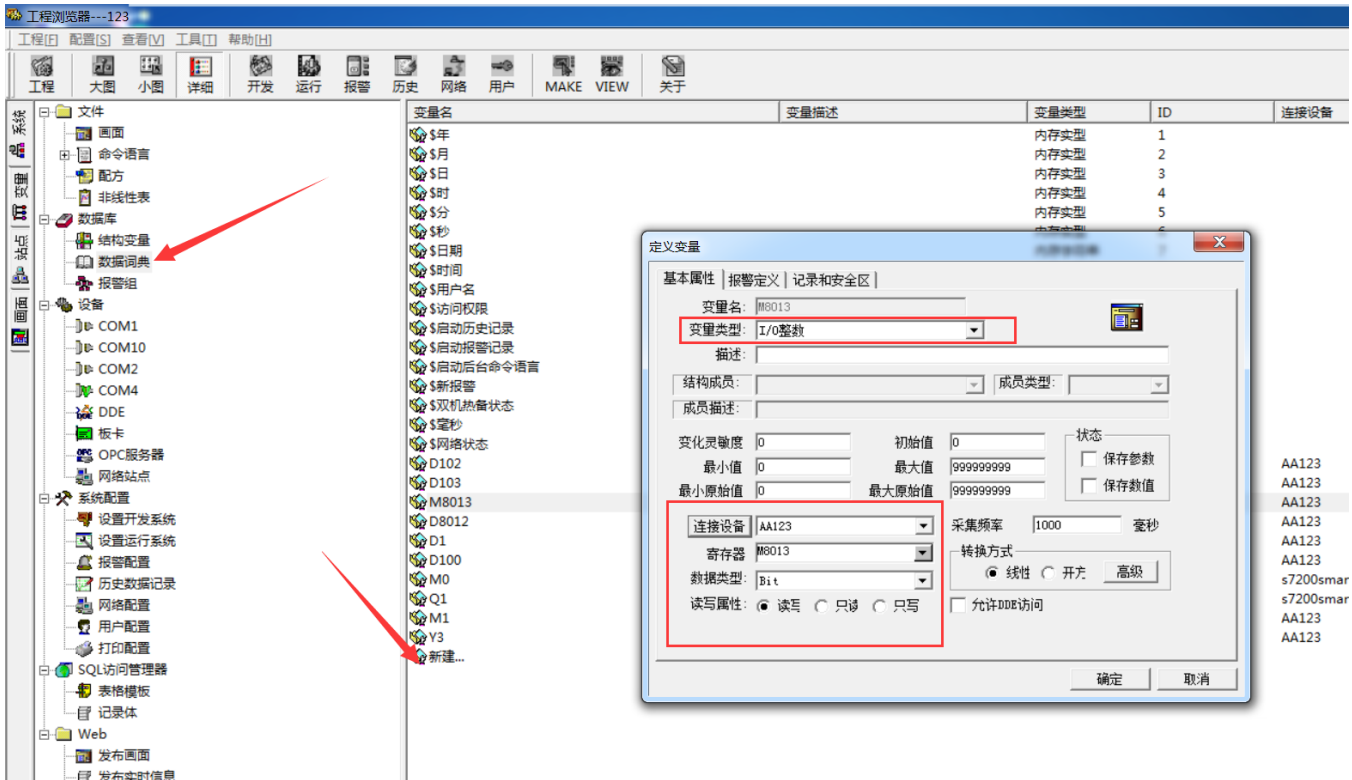 工程浏览器---123
工程[F] 配置[S] 查看[V] 工具[T] 帮助[H]
工程 大图 小图 详细 开发 运行 报警 历史 网络 用户 MAKE VIEW 关于
系统
变量
站点
画面
文件
画面
命令语言
配方
非线性表
数据库
结构变量
数据词典
报警组
设备
COM1
COM10
COM2
COM4
DDE
板卡
OPC服务器
网络站点
系统配置
设置开发系统
设置运行系统
报警配置
历史数据记录
网络配置
用户配置
打印配置
SQL访问管理器
表格模板
记录体
Web
发布画面
发布实时信息
变量名 变量描述 变量类型 ID 连接设备
$年 内存实型 1
$月 内存实型 2
$日 内存实型 3
$时 内存实型 4
$分 内存实型 5
$秒 内存实型 6
$日期
$时间
$用户名
$访问权限
$启动历史记录
$启动报警记录
$启动后台命令语言
$新报警
$双机热备状态
$毫秒
$网络状态
D102 AA123
D103 AA123
M8013 AA123
D8012 AA123
D1 AA123
D100 AA123
M0 s7200smar
Q1 s7200smar
M1 AA123
Y3 AA123
新建...
定义变量
基本属性 报警定义 记录和安全区
变量名: M8013
变量类型: I/O整数
描述:
结构成员: 成员类型:
成员描述:
变化灵敏度 0 初始值 0
最小值 0 最大值 999999999
最小原始值 0 最大原始值 999999999
状态
保存参数
保存数值
连接设备 AA123 采集频率 1000 毫秒
寄存器 M8013
数据类型: Bit
读写属性: 读写 只读 只写
转换方式
线性 开方 高级
允许DDE访问
确定 取消